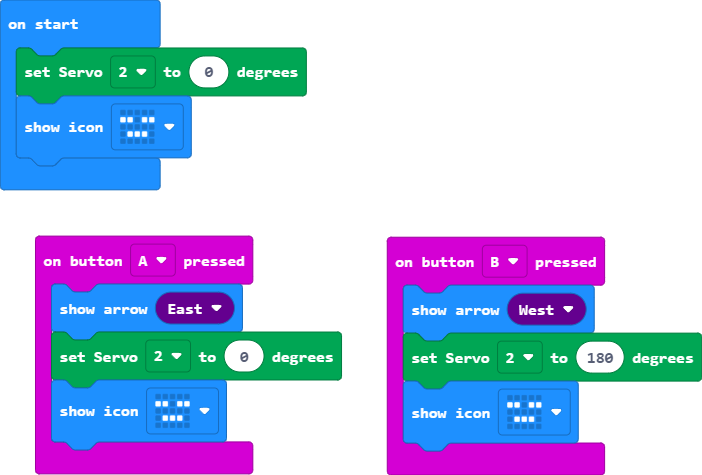 on start
set Servo 2 to 0 degrees
show icon
on button A pressed
show arrow East
set Servo 2 to 0 degrees
show icon
on button B pressed
show arrow West
set Servo 2 to 180 degrees
show icon